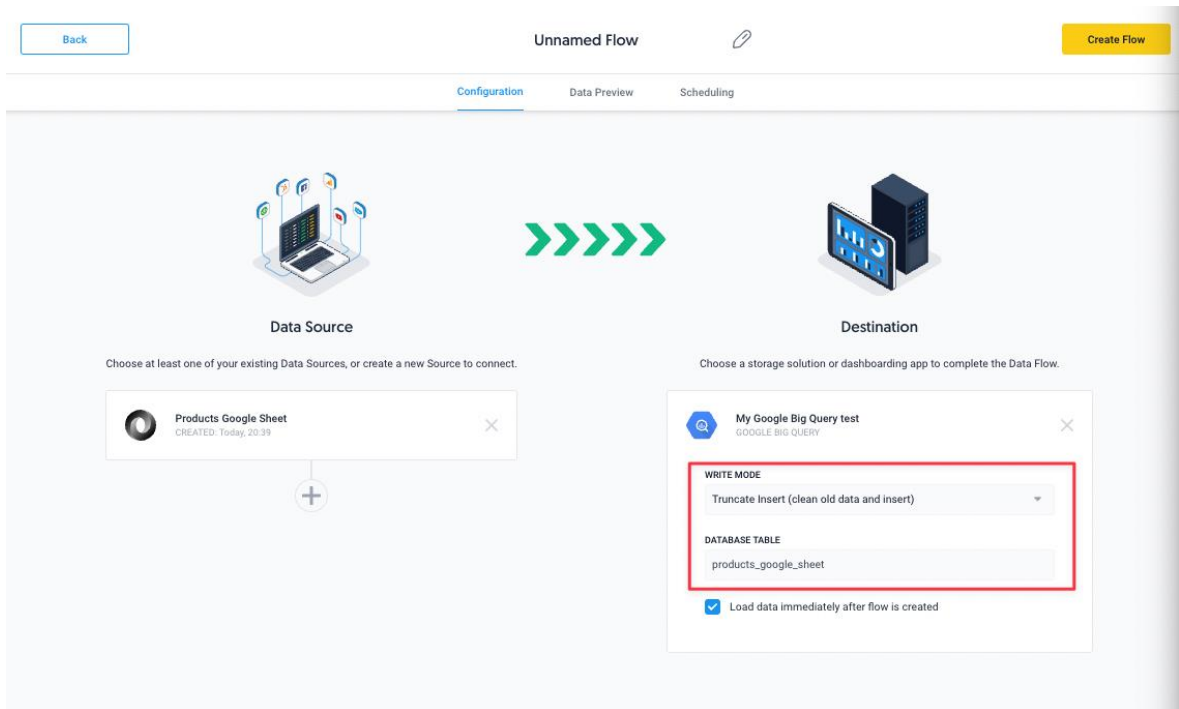 Back
Unnamed Flow
Create Flow
Configuration
Data Preview
Scheduling
Data Source
Choose at least one of your existing Data Sources, or create a new Source to connect.
Products Google Sheet
CREATED: Today, 20:39
Destination
Choose a storage solution or dashboarding app to complete the Data Flow.
My Google Big Query test
GOOGLE BIG QUERY
WRITE MODE
Truncate Insert (clean old data and insert)
DATABASE TABLE
products_google_sheet
Load data immediately after flow is created